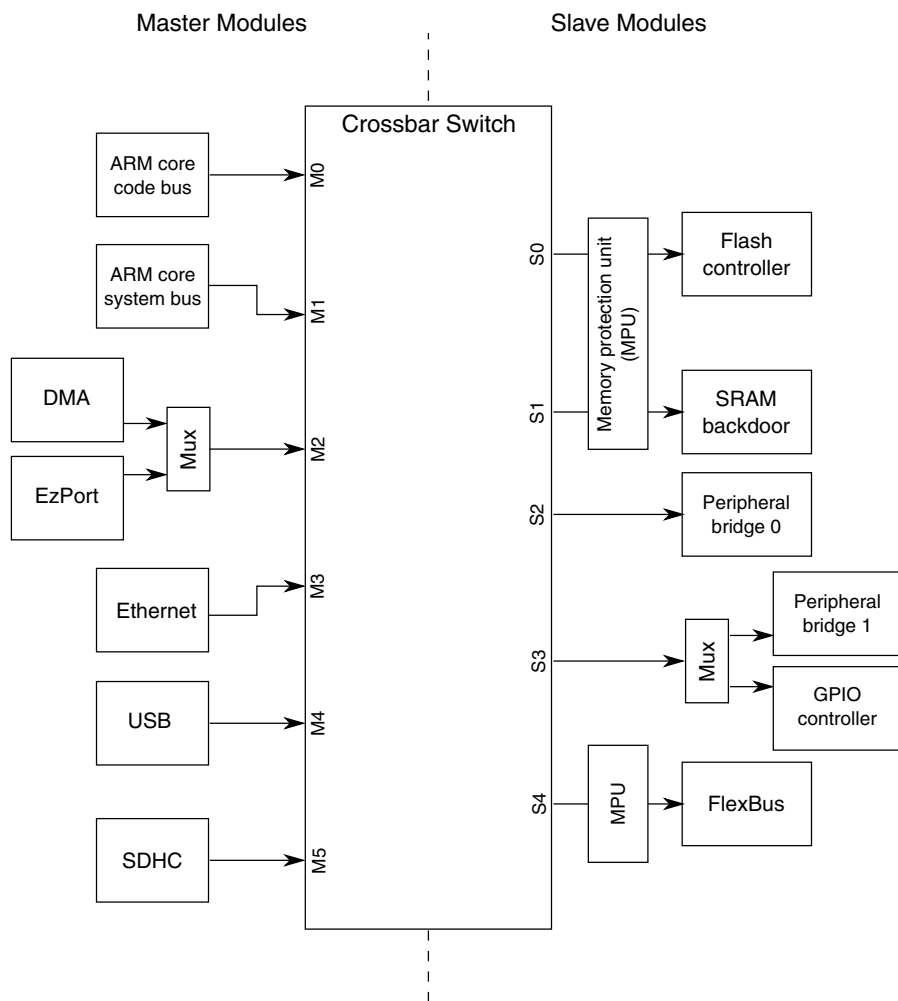 Master Modules
Slave Modules
Crossbar Switch
ARM core
code bus
M0
ARM core
system bus
M1
DMA
EzPort
Mux
M2
Ethernet
M3
USB
M4
SDHC
M5
S0
Memory protection unit
(MPU)
Flash
controller
S1
SRAM
backdoor
S2
Peripheral
bridge 0
S3
Mux
Peripheral
bridge 1
GPIO
controller
S4
MPU
FlexBus